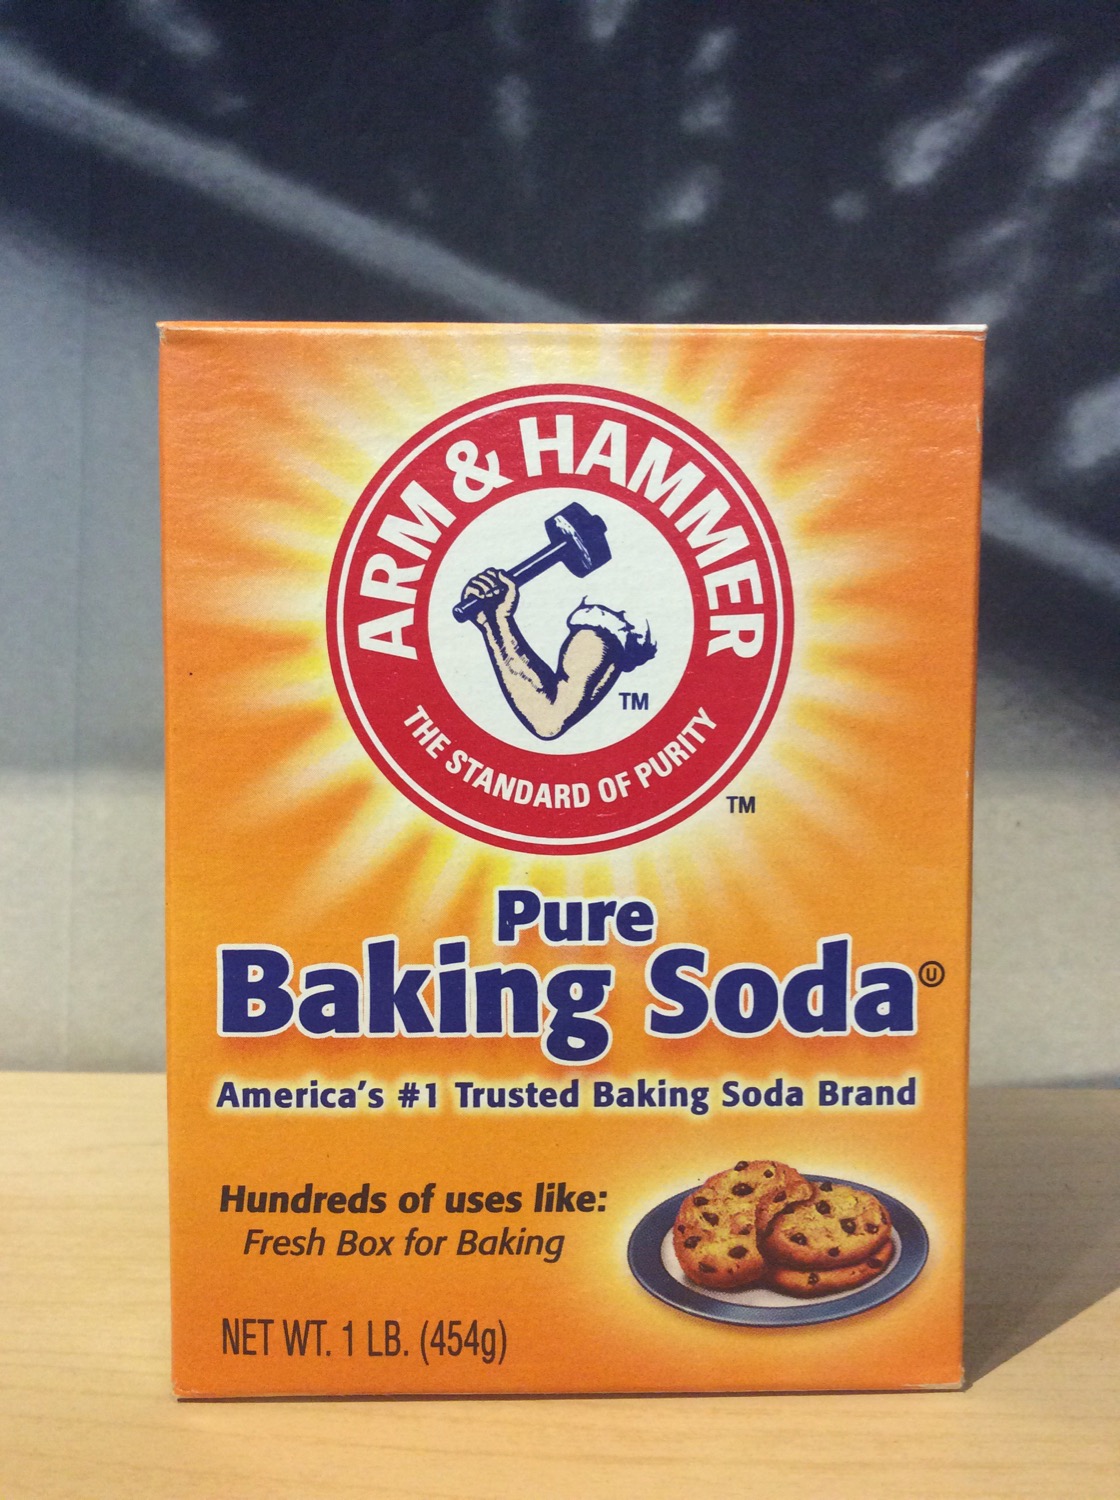 ARM & HAMMER
TM
THE STANDARD OF PURITY
TM
Pure
Baking Soda Ⓤ
America's #1 Trusted Baking Soda Brand
Hundreds of uses like:
Fresh Box for Baking
NET WT. 1 LB. (454g)